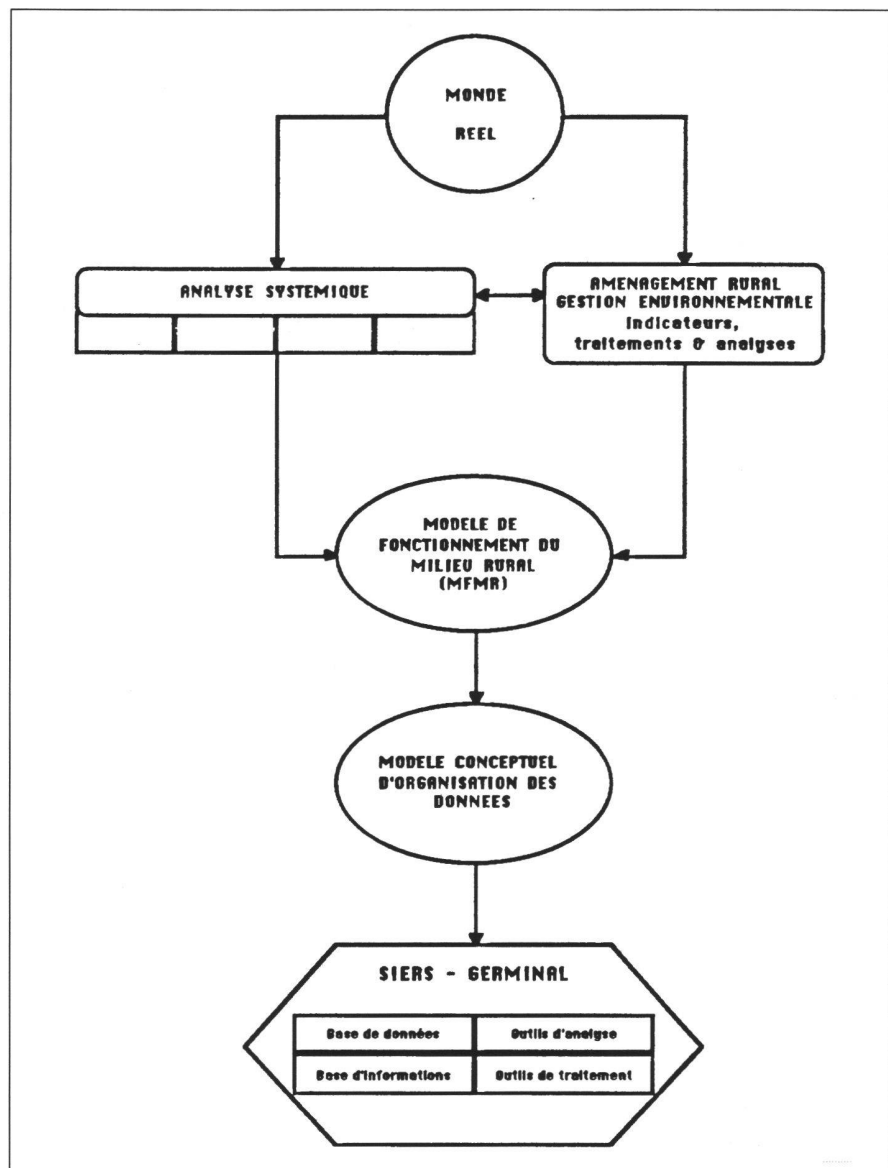 MONDE
REEL
ANALYSE SYSTEMIQUE
AMENAGEMENT RURAL
GESTION ENVIRONNEMENTALE
Indicateurs,
traitements & analyses
MODELE DE
FONCTIONNEMENT DU
MILIEU RURAL
(MFMR)
MODÈLE CONCEPTUEL
D'ORGANISATION DES
DONNEES
SIERS - GERMINAL
Base de données
Outils d'analyse
Base d'informations
Outils de traitement